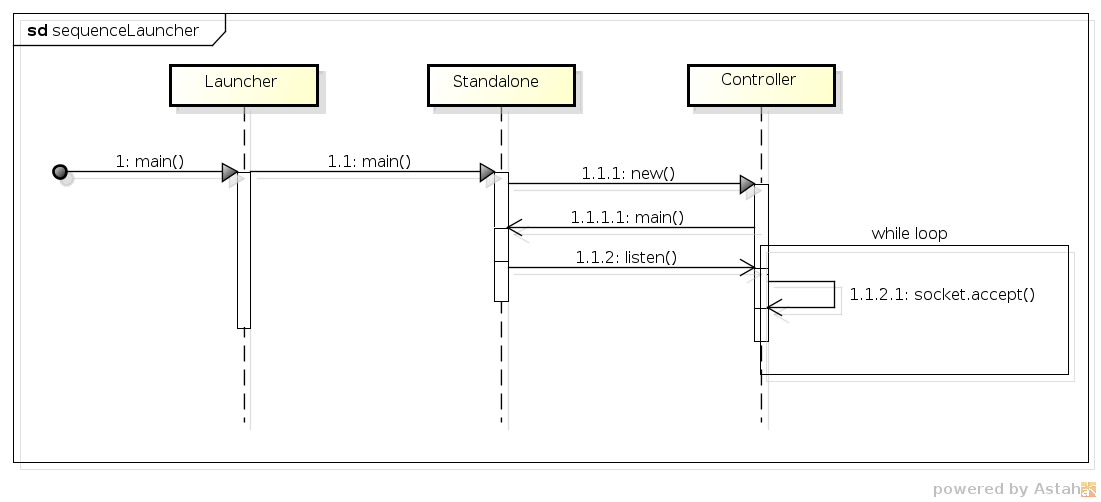 sd sequenceLauncher
Launcher
Standalone
Controller
1: main()
1.1: main()
1.1.1: new()
1.1.1.1: main()
while loop
1.1.2: listen()
1.1.2.1: socket.accept()
powered by Astah